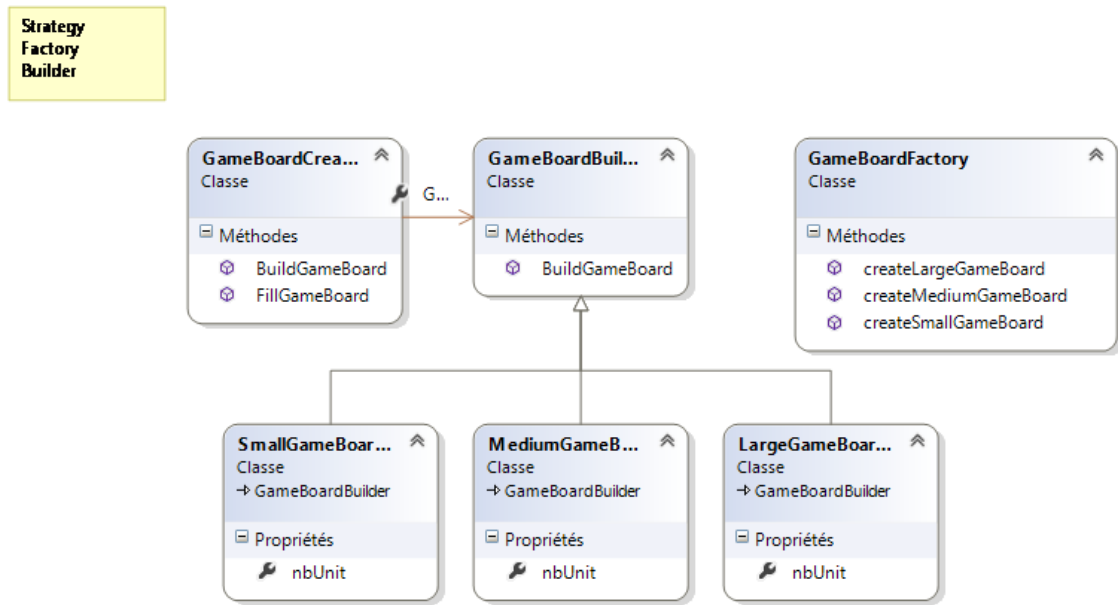 Strategy
Factory
Builder
GameBoardCrea...
Classe
Méthodes
BuildGameBoard
FillGameBoard
G...
GameBoardBuil...
Classe
Méthodes
BuildGameBoard
GameBoardFactory
Classe
Méthodes
createLargeGameBoard
createMediumGameBoard
createSmallGameBoard
SmallGameBoar...
Classe
GameBoardBuilder
Propriétés
nbUnit
MediumGameB...
Classe
GameBoardBuilder
Propriétés
nbUnit
LargeGameBoar...
Classe
GameBoardBuilder
Propriétés
nbUnit